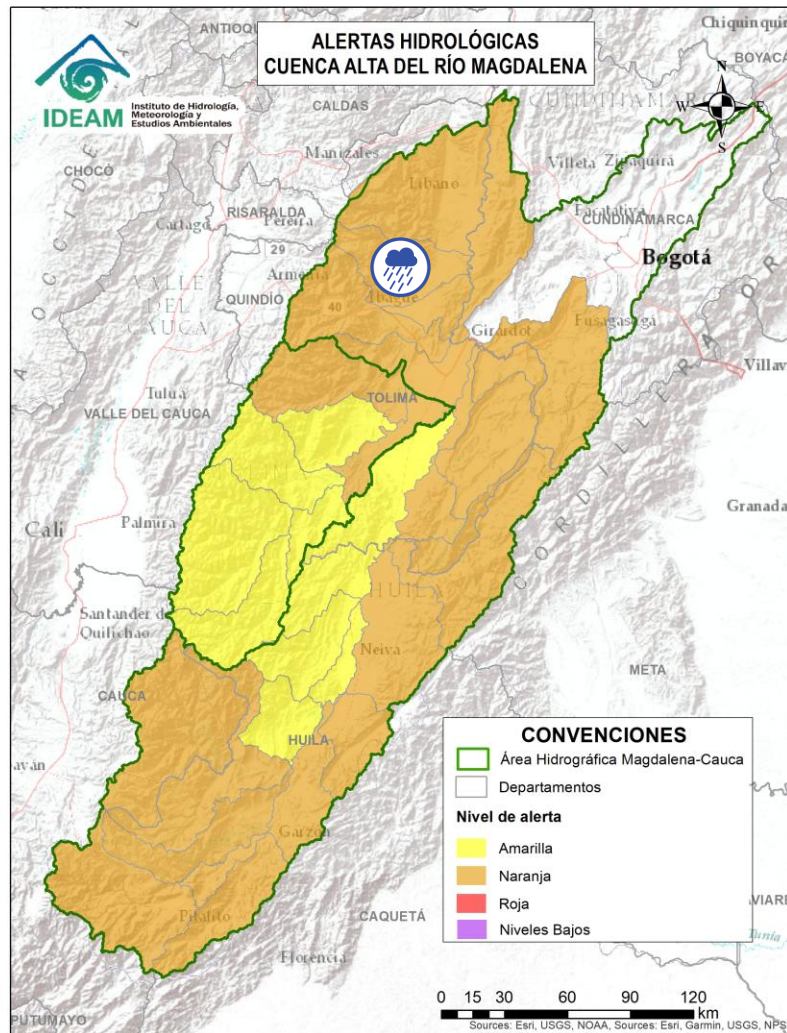 ALERTAS HIDROLÓGICAS
CUENCA ALTA DEL RÍO MAGDALENA
IDEAM
Instituto de Hidrología,
Meteorología y
Estudios Ambientales
N
W
E
S
ANTIOQUIA
Chiquinquirá
BOYACÁ
CALDAS
CUNDINAMARCA
Manizales
Líbano
Villeta
Zipaquirá
CHOCÓ
RISARALDA
Pereira
Cartago
Facatativá
CUNDINAMARCA
29
Bogotá
Armenia
VALLE
DEL
CAUCA
QUINDÍO
40
Ibagué
Girardot
Fusagasugá
Villav
Tuluá
TOLIMA
VALLE DEL CAUCA
CORDILLERA
Cali
Palmira
Granada
HUILA
Santander de
Quilichao
Neiva
META
CAUCA
HUILA
ayán
Garzón
Pitalito
CAQUETÁ
Florencia
PUTUMAYO
VIARE
CONVENCIONES
Área Hidrográfica Magdalena-Cauca
Departamentos
Nivel de alerta
Amarilla
Naranja
Roja
Niveles Bajos
0 15 30 60 90 120
km
Sources: Esri, USGS, NOAA, Sources: Esri, Garmin, USGS, NPS